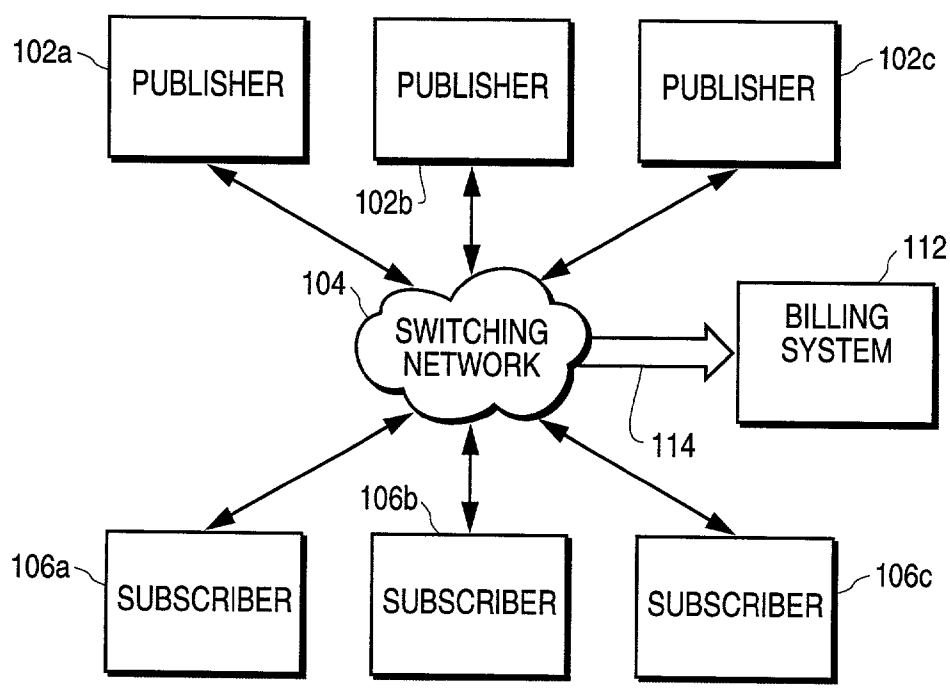 102a
PUBLISHER
PUBLISHER
PUBLISHER
102c
102b
104
SWITCHING
NETWORK
112
BILLING
SYSTEM
114
106b
106a
SUBSCRIBER
SUBSCRIBER
SUBSCRIBER
106c